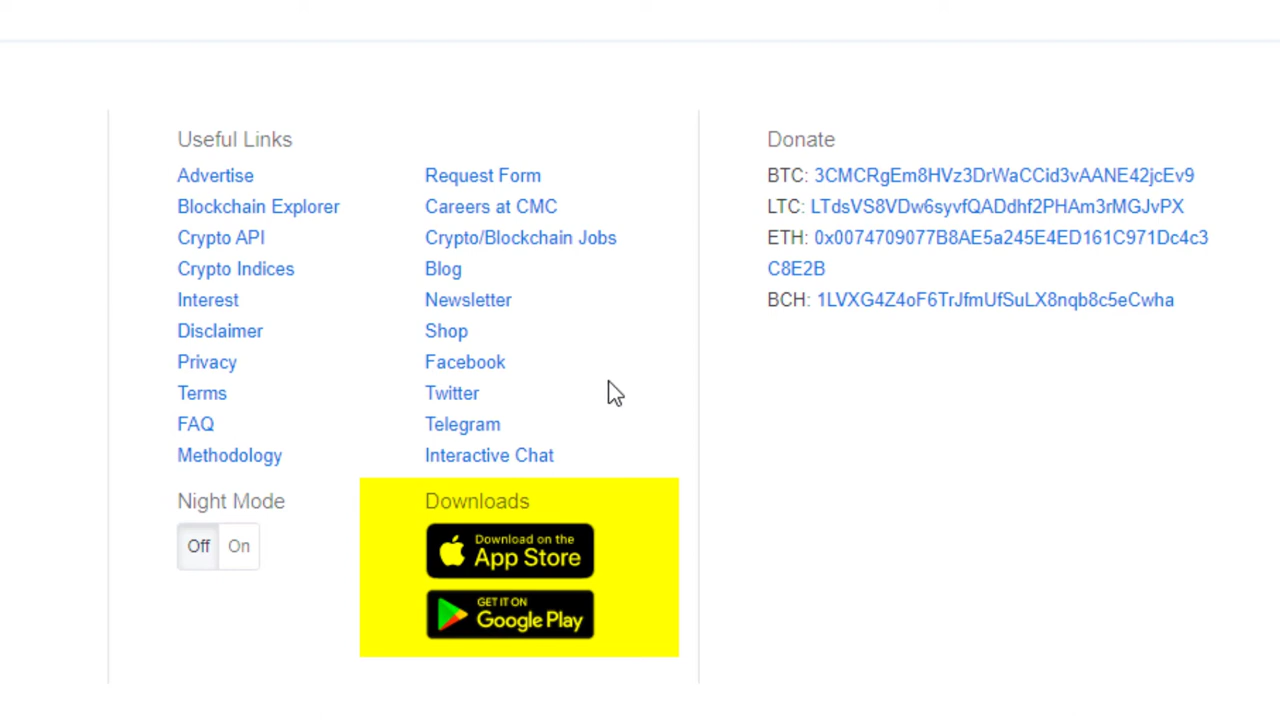 Useful Links
Advertise
Blockchain Explorer
Crypto API
Crypto Indices
Interest
Disclaimer
Privacy
Terms
FAQ
Methodology
Request Form
Careers at CMC
Crypto/Blockchain Jobs
Blog
Newsletter
Shop
Facebook
Twitter
Telegram
Interactive Chat
Night Mode
Off On
Downloads
Download on the
App Store
GET IT ON
Google Play
Donate
BTC: 3CMCRgEm8HVz3DrWaCCid3vAANE42jcEv9
LTC: LTdsVS8VDw6syvfQADdhf2PHAm3rMGJvPX
ETH: 0x0074709077B8AE5a245E4ED161C971Dc4c3
C8E2B
BCH: 1LVXG4Z4oF6TrJfmUfSuLX8nqb8c5eCwha